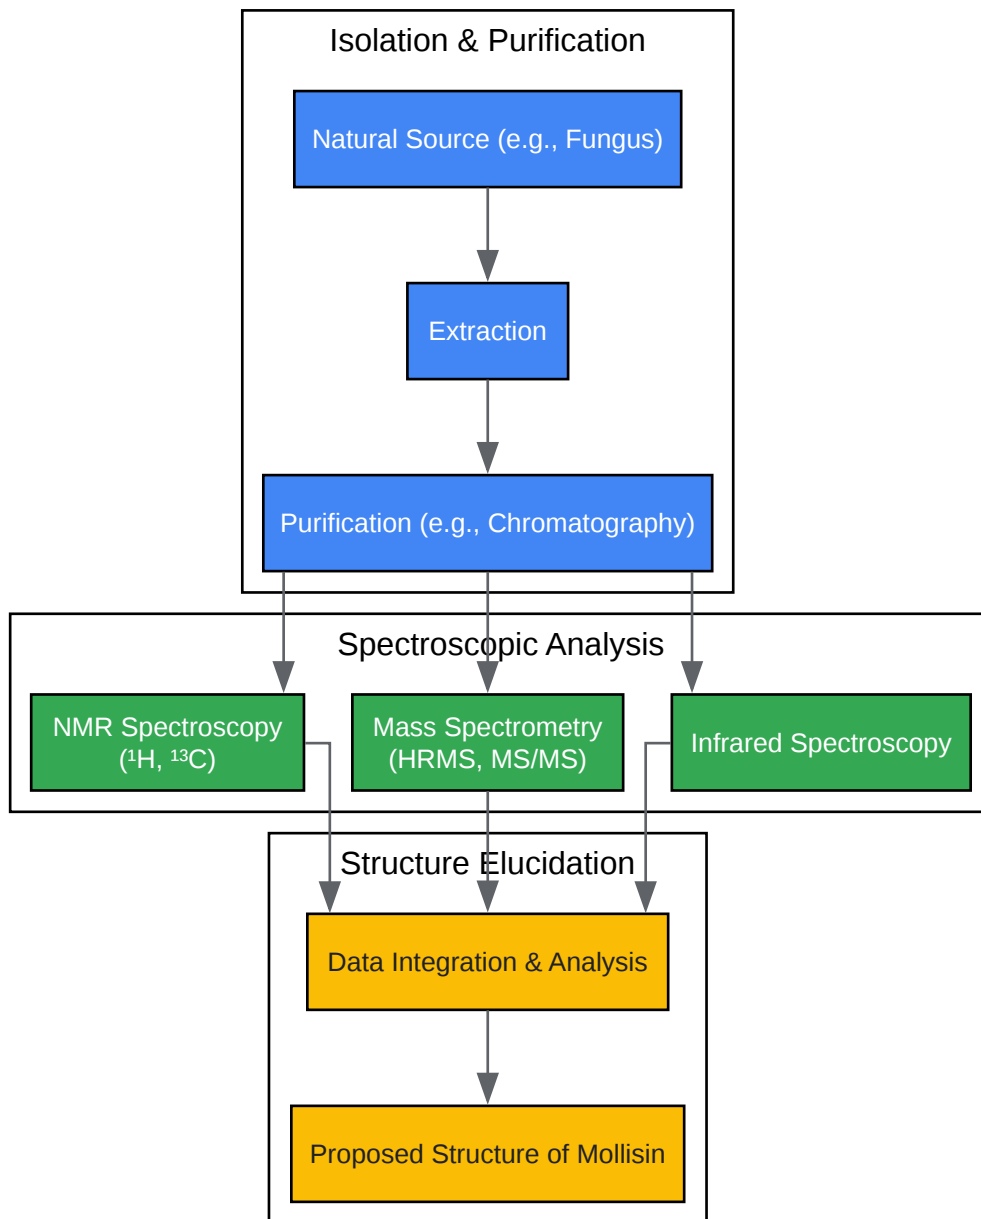 Isolation & Purification
Natural Source (e.g., Fungus)
Extraction
Purification (e.g., Chromatography)
Spectroscopic Analysis
NMR Spectroscopy
(¹H, ¹³C)
Mass Spectrometry
(HRMS, MS/MS)
Infrared Spectroscopy
Structure Elucidation
Data Integration & Analysis
Proposed Structure of Mollisin